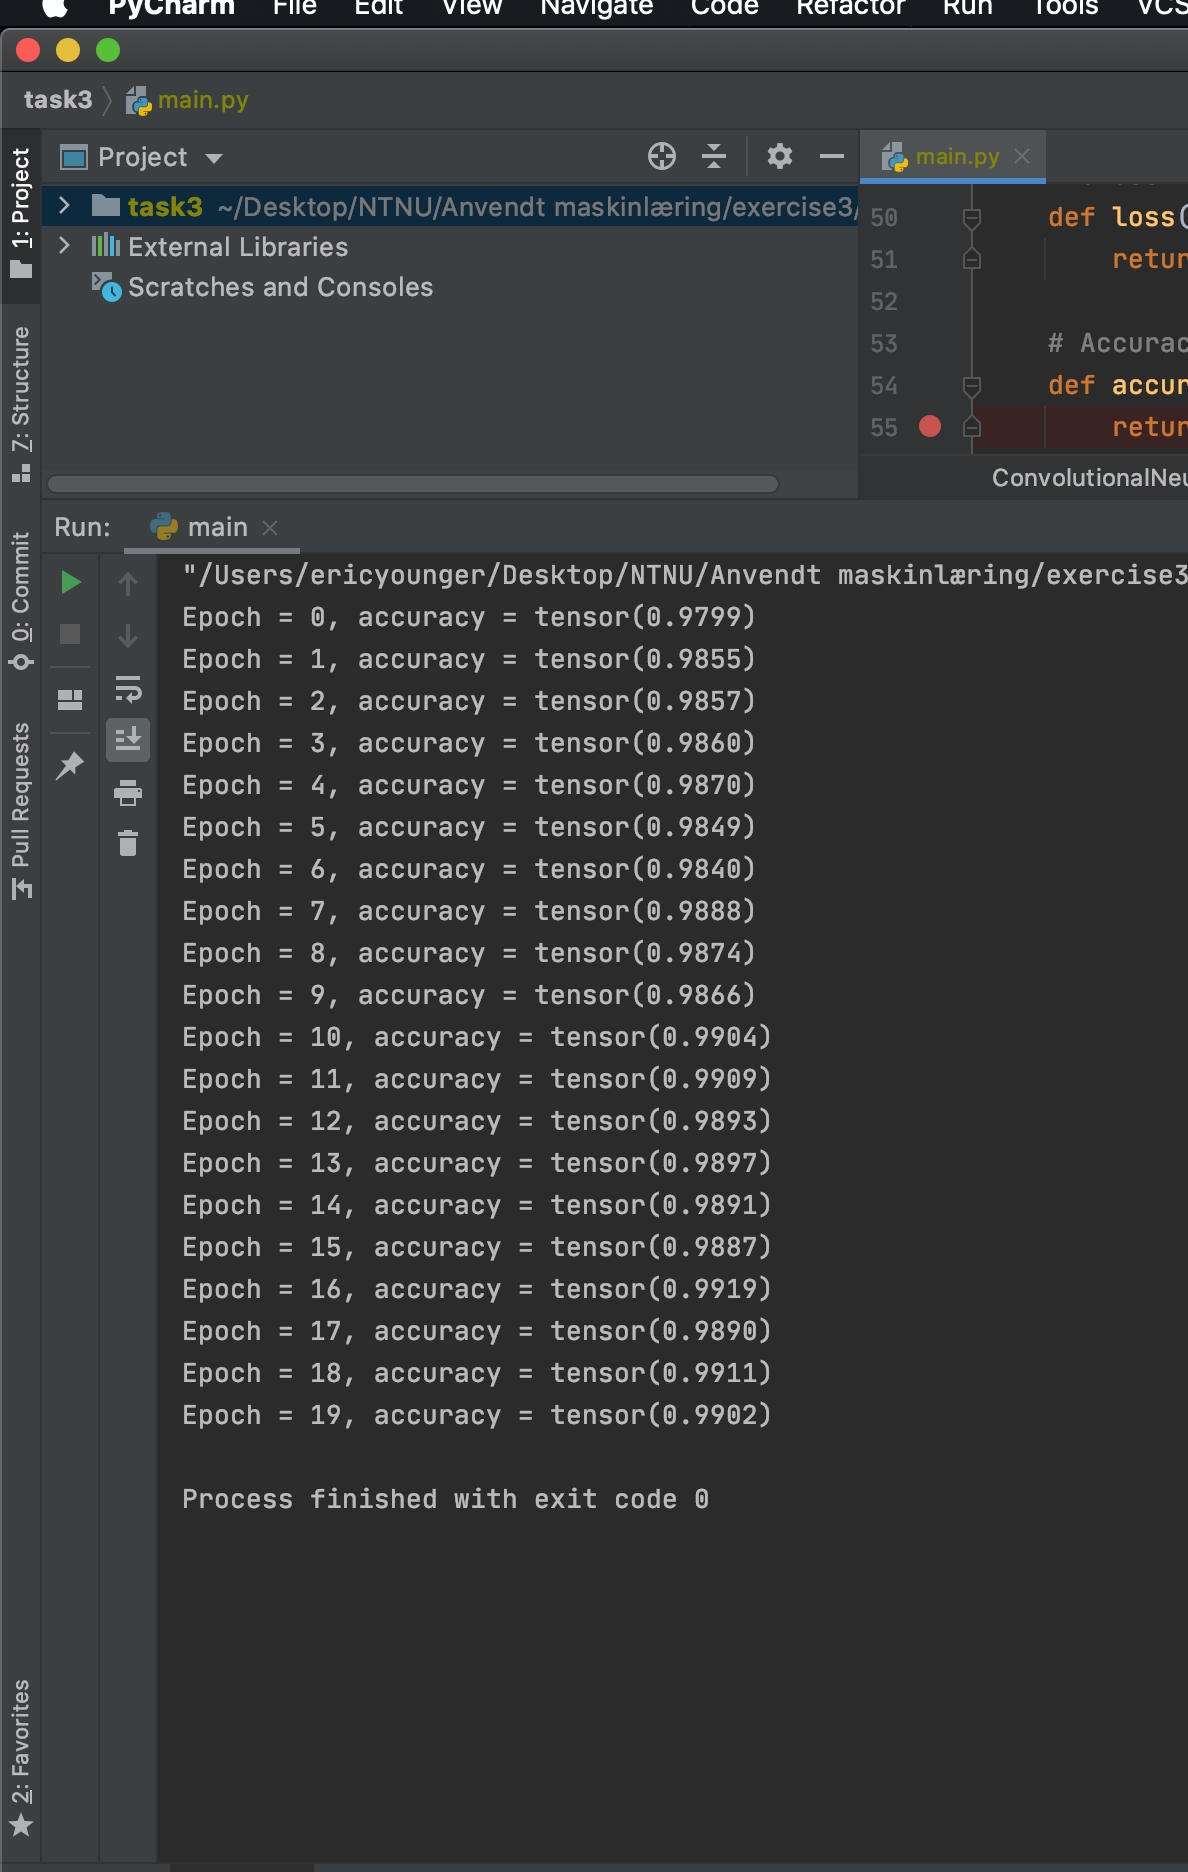 PyCharm File Edit View Navigate Code Refactor Run Tools VCS
task3 main.py
1: Project
Project
main.py
task3 ~/Desktop/NTNU/Anvendt maskinlæring/exercise3/
External Libraries
Scratches and Consoles
50 def loss(
51 retur
52
53 # Accurac
54 def accur
55 retur
ConvolutionalNeu
7: Structure
0: Commit
Pull Requests
2: Favorites
Run: main
"/Users/ericyounger/Desktop/NTNU/Anvendt maskinlæring/exercise3
Epoch = 0, accuracy = tensor(0.9799)
Epoch = 1, accuracy = tensor(0.9855)
Epoch = 2, accuracy = tensor(0.9857)
Epoch = 3, accuracy = tensor(0.9860)
Epoch = 4, accuracy = tensor(0.9870)
Epoch = 5, accuracy = tensor(0.9849)
Epoch = 6, accuracy = tensor(0.9840)
Epoch = 7, accuracy = tensor(0.9888)
Epoch = 8, accuracy = tensor(0.9874)
Epoch = 9, accuracy = tensor(0.9866)
Epoch = 10, accuracy = tensor(0.9904)
Epoch = 11, accuracy = tensor(0.9909)
Epoch = 12, accuracy = tensor(0.9893)
Epoch = 13, accuracy = tensor(0.9897)
Epoch = 14, accuracy = tensor(0.9891)
Epoch = 15, accuracy = tensor(0.9887)
Epoch = 16, accuracy = tensor(0.9919)
Epoch = 17, accuracy = tensor(0.9890)
Epoch = 18, accuracy = tensor(0.9911)
Epoch = 19, accuracy = tensor(0.9902)
Process finished with exit code 0